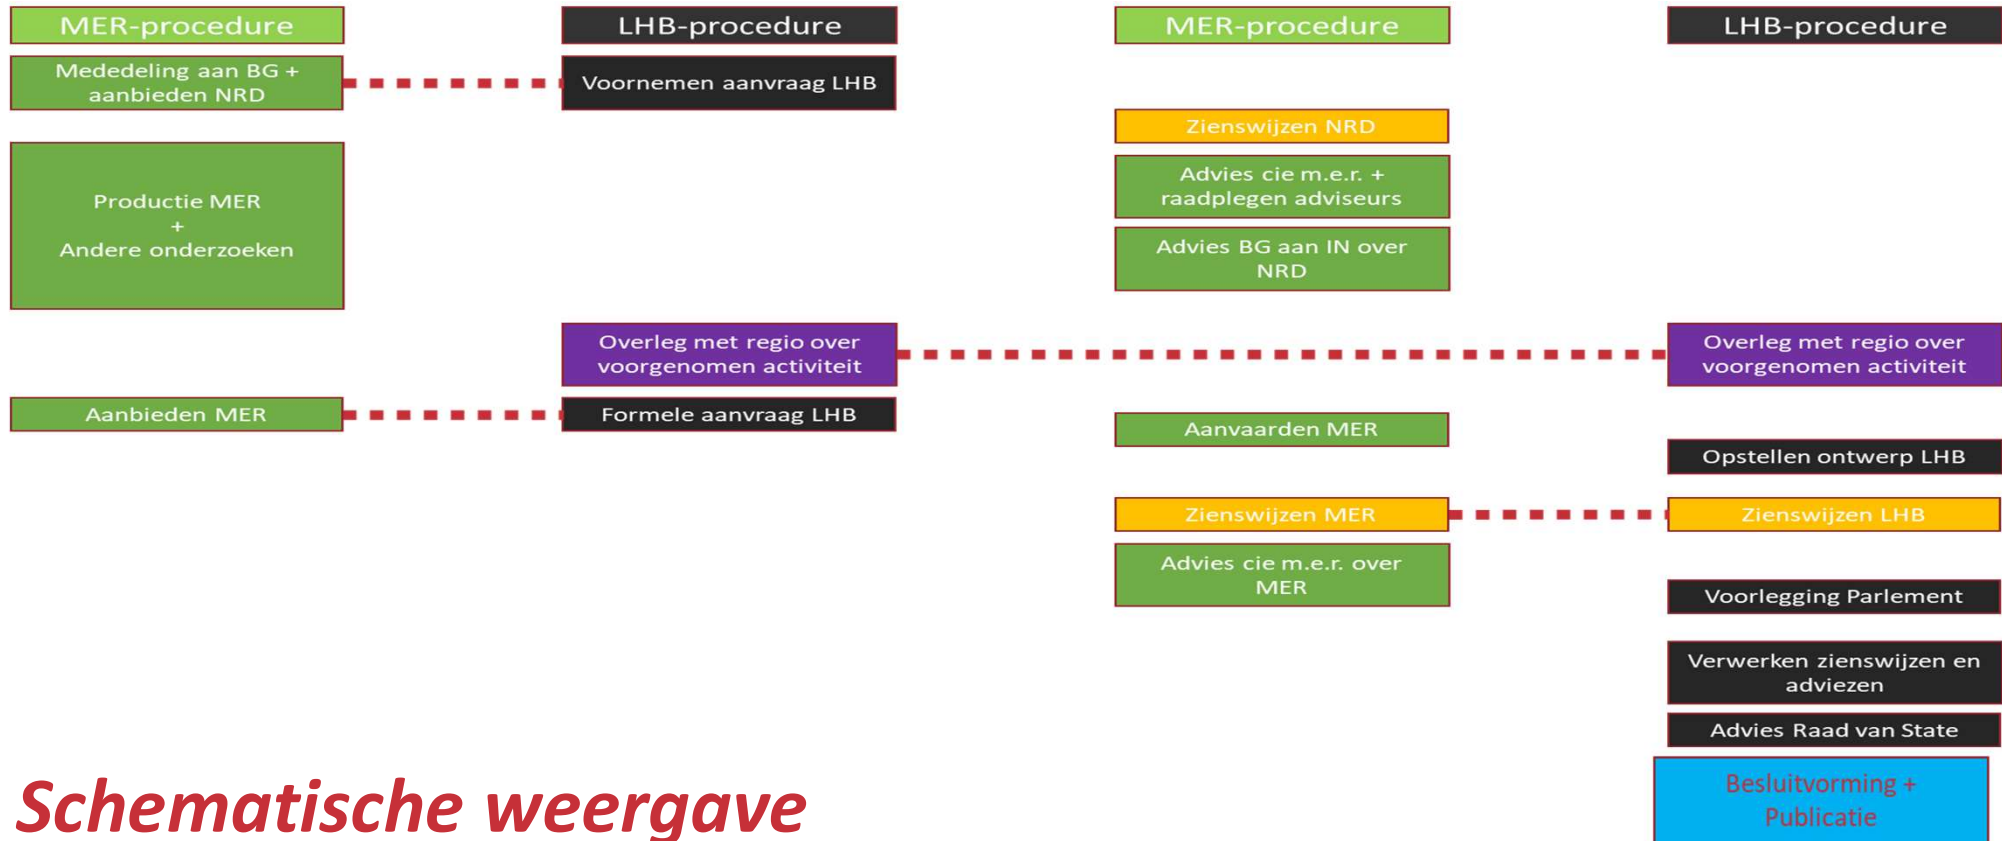 MER-procedure
LHB-procedure
MER-procedure
LHB-procedure
Mededeling aan BG +
aanbieden NRD
Voornemen aanvraag LHB
Zienswijzen NRD
Productie MER
+
Andere onderzoeken
Advies cie m.e.r. +
raadplegen adviseurs
Advies BG aan IN over
NRD
Overleg met regio over
voorgenomen activiteit
Overleg met regio over
voorgenomen activiteit
Aanbieden MER
Formele aanvraag LHB
Aanvaarden MER
Opstellen ontwerp LHB
Zienswijzen MER
Zienswijzen LHB
Advies cie m.e.r. over
MER
Voorlegging Parlement
Verwerken zienswijzen en
adviezen
Advies Raad van State
Besluitvorming +
Publicatie
Schematische weergave